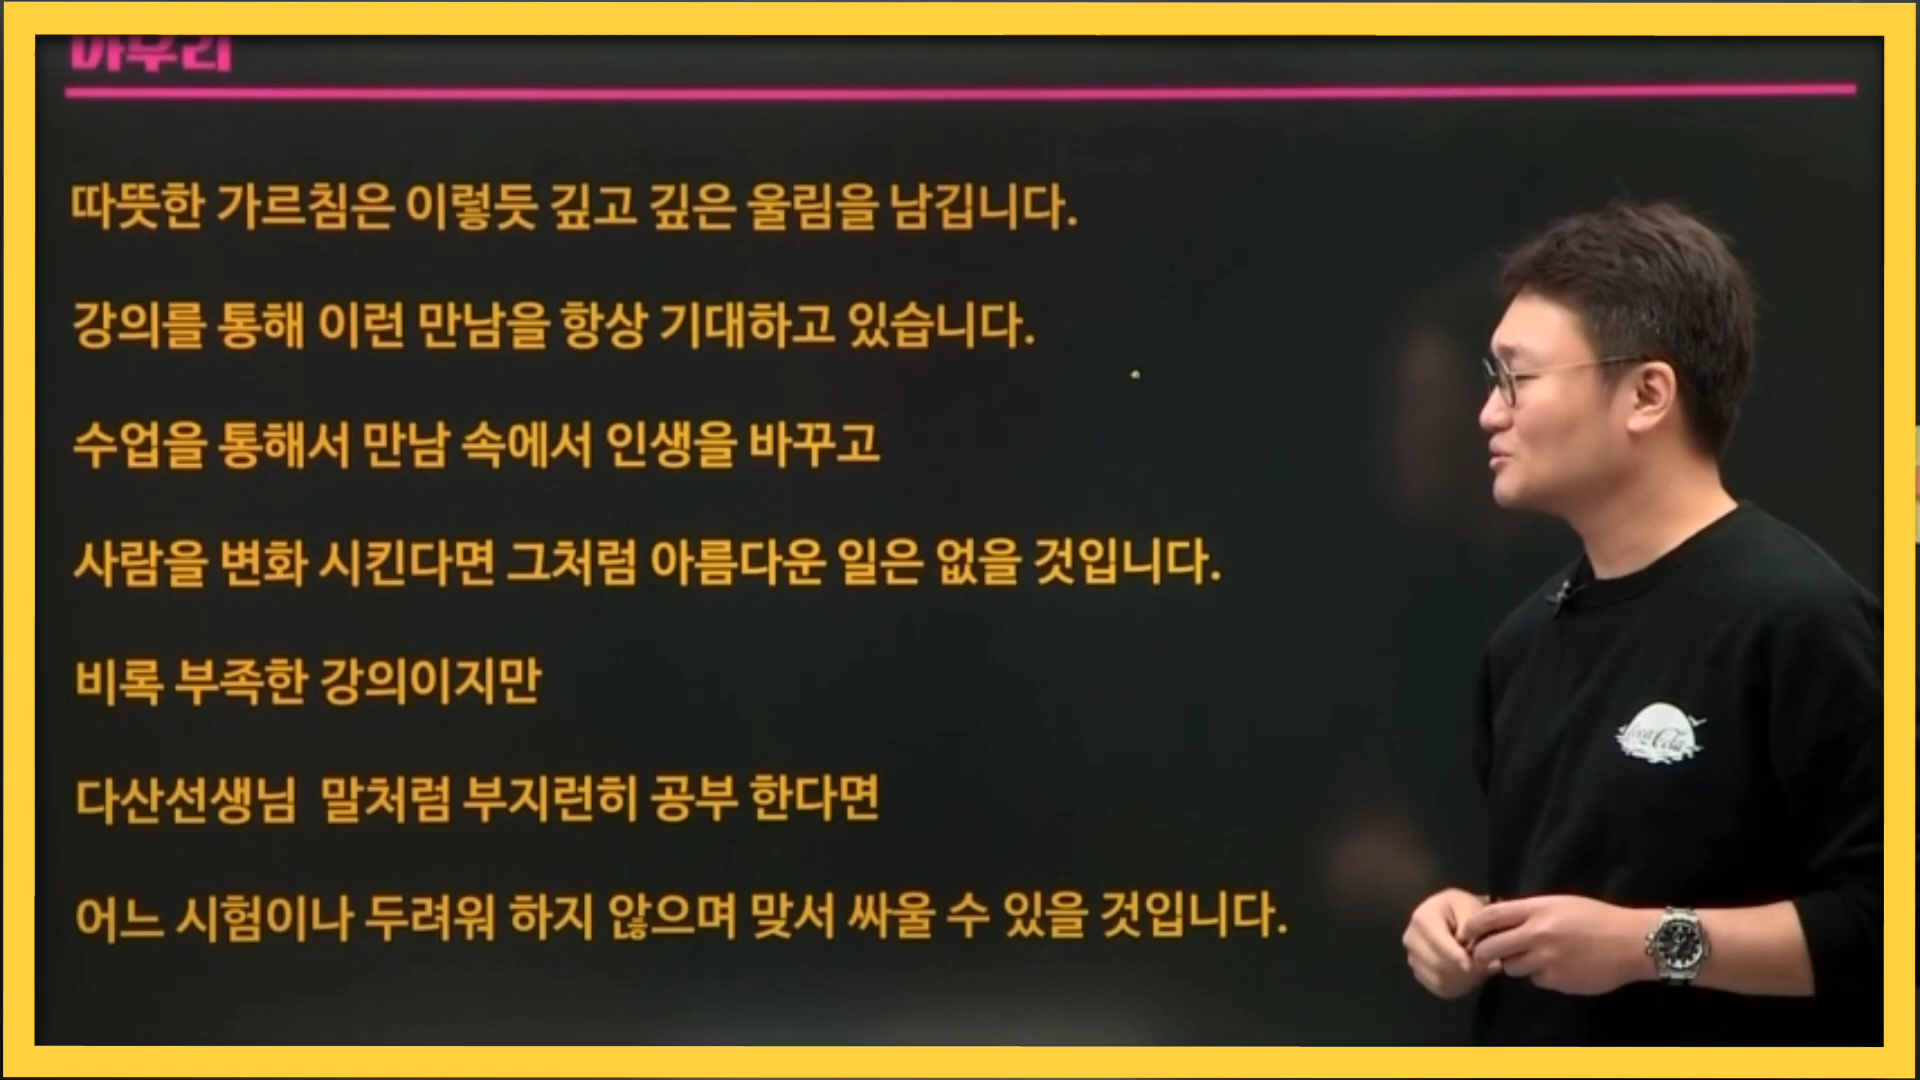 마무리
따뜻한 가르침은 이렇듯 깊고 깊은 울림을 남깁니다.
강의를 통해 이런 만남을 항상 기대하고 있습니다.
수업을 통해서 만남 속에서 인생을 바꾸고
사람을 변화 시킨다면 그처럼 아름다운 일은 없을 것입니다.
비록 부족한 강의이지만
다산선생님 말처럼 부지런히 공부 한다면
어느 시험이나 두려워 하지 않으며 맞서 싸울 수 있을 것입니다.
Coca-Cola